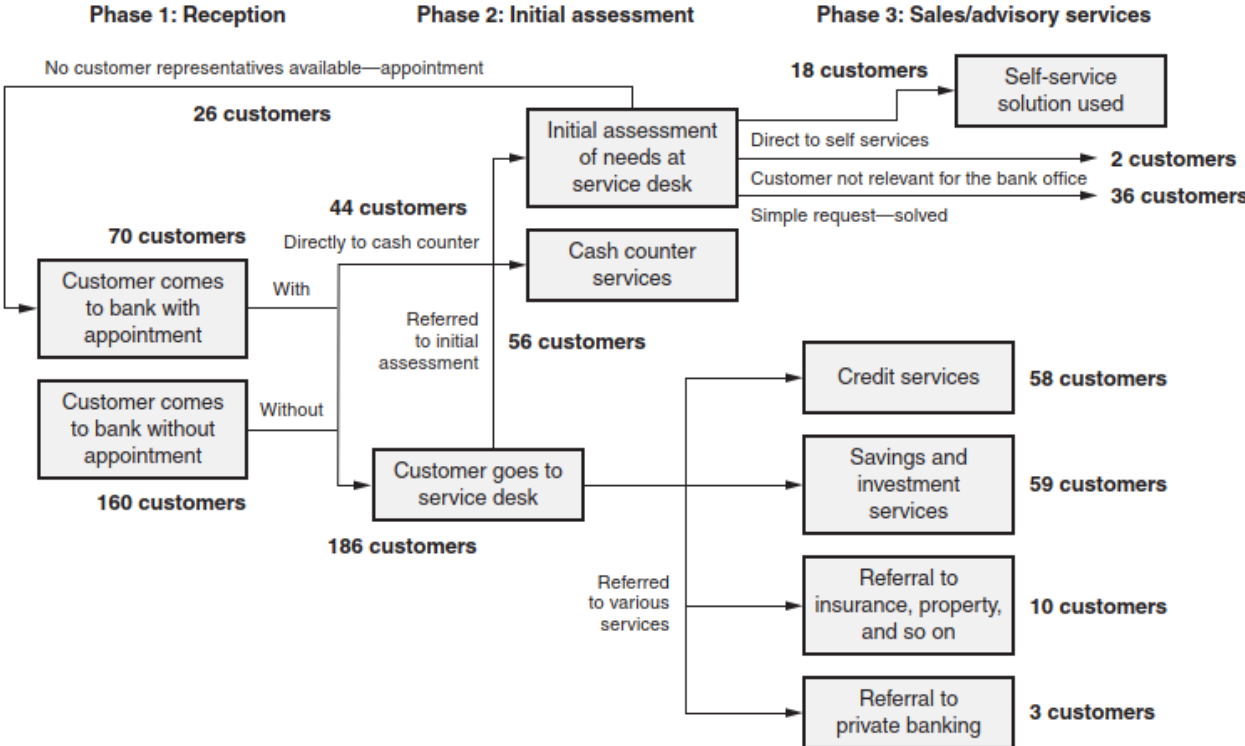 Phase 1: Reception
Phase 2: Initial assessment
Phase 3: Sales/advisory services
No customer representatives available—appointment
26 customers
18 customers
Self-service
solution used
Initial assessment
of needs at
service desk
Direct to self services
2 customers
Customer not relevant for the bank office
36 customers
Simple request—solved
44 customers
Directly to cash counter
Cash counter
services
70 customers
Customer comes
to bank with
appointment
With
Referred
to initial
assessment
56 customers
Customer comes
to bank without
appointment
Without
160 customers
Customer goes to
service desk
186 customers
Credit services
58 customers
Savings and
investment
services
59 customers
Referred
to various
services
Referral to
insurance, property,
and so on
10 customers
Referral to
private banking
3 customers